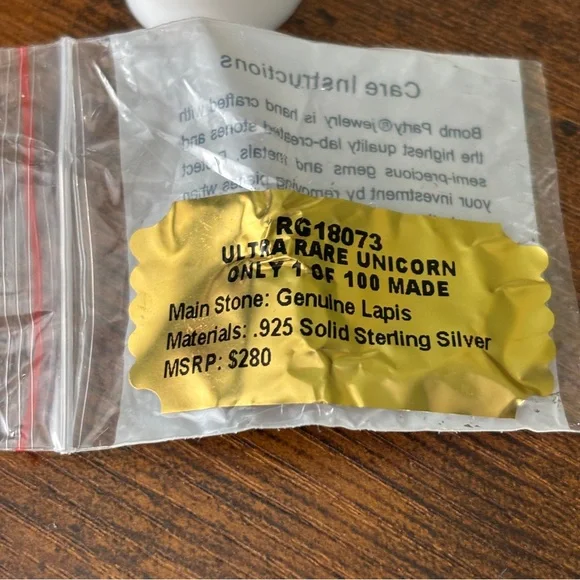 Care Instructions
Bomb Party® jewelry is hand crafted with
the highest quality lab-created stones and
semi-precious gems and metals. Protect
your investment by removing when
RG18073
ULTRA RARE UNICORN
ONLY 1 OF 100 MADE
Main Stone: Genuine Lapis
Materials: .925 Solid Sterling Silver
MSRP: $280